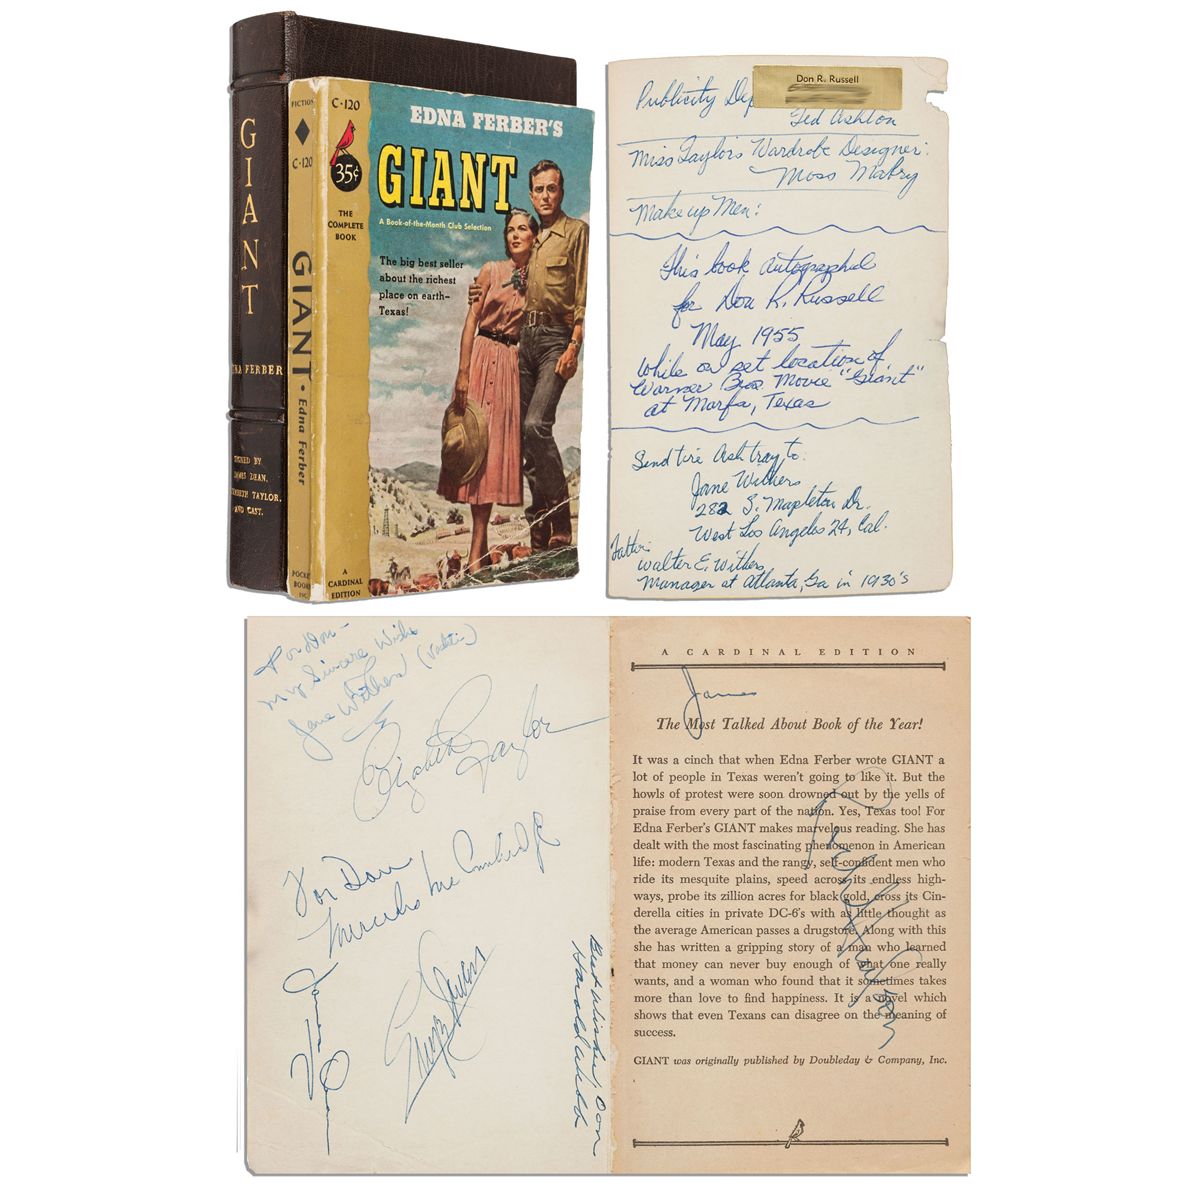 GIANT
EDNA FERBER
SIGNED BY
JAMES DEAN,
ELIZABETH TAYLOR,
AND CAST.
FICTION
C-120
GIANT • Edna Ferber
POCKET
BOOKS
INC.
C-120
35¢
THE
COMPLETE
BOOK
A
CARDINAL
EDITION
EDNA FERBER'S
GIANT
A Book-of-the-Month Club Selection
The big best seller
about the richest
place on earth—
Texas!
Don R. Russell
Publicity Dep
Ted Ashton
Miss Taylor's Wardrobe Designer:
Moss Mabry
Make up Men:
This book autographed
for Don R. Russell
May 1955
while on set location of
Warner Bros Movie "Giant"
at Marfa, Texas
Send tire Ashtray to:
Jane Withers
282 S. Mapleton Dr.
West Los Angeles 24, Cal.
Father:
Walter E. Withers
Manager at Atlanta, Ga in 1930's
For Don —
My Sincere Wishes
Jane Withers (Vashti)
Elizabeth Taylor
For Don
Mercedes McCambridge
James Dean
George Stevens
Best Wishes, Don
Harold Webb
A CARDINAL EDITION
James
The Most Talked About Book of the Year!
It was a cinch that when Edna Ferber wrote GIANT a
lot of people in Texas weren't going to like it. But the
howls of protest were soon drowned out by the yells of
praise from every part of the nation. Yes, Texas too! For
Edna Ferber's GIANT makes marvelous reading. She has
dealt with the most fascinating phenomenon in American
life: modern Texas and the rangy, self-confident men who
ride its mesquite plains, speed across its endless high-
ways, probe its zillion acres for black gold, cross its Cin-
derella cities in private DC-6's with as little thought as
the average American passes a drugstore. Along with this
she has written a gripping story of a man who learned
that money can never buy enough of what one really
wants, and a woman who found that it sometimes takes
more than love to find happiness. It is a novel which
shows that even Texans can disagree on the meaning of
success.
GIANT was originally published by Doubleday & Company, Inc.
Rock Hudson